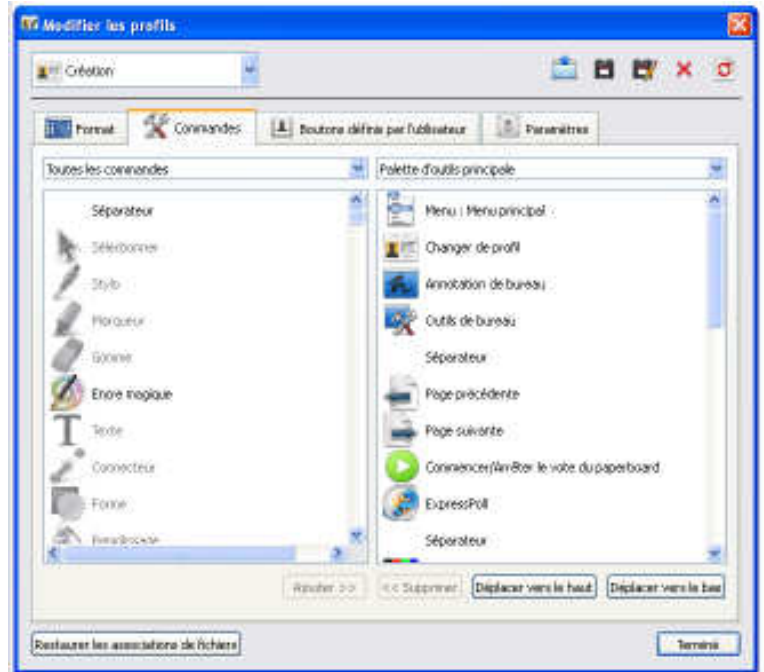 Modifier les profils
Création
Format
Commandes
Boutons définis par l'utilisateur
Paramètres
Toutes les commandes
Palette d'outils principale
Séparateur
Sélectionner
Stylo
Marqueur
Gomme
Encre magique
Texte
Connecteur
Forme
Remplissage
Menu : Menu principal
Changer de profil
Annotation de bureau
Outils de bureau
Séparateur
Page précédente
Page suivante
Commencer/Arrêter le vote du paperboard
ExpressPoll
Séparateur
Ajouter >>
<< Supprimer
Déplacer vers le haut
Déplacer vers le bas
Restaurer les associations de fichiers
Terminé